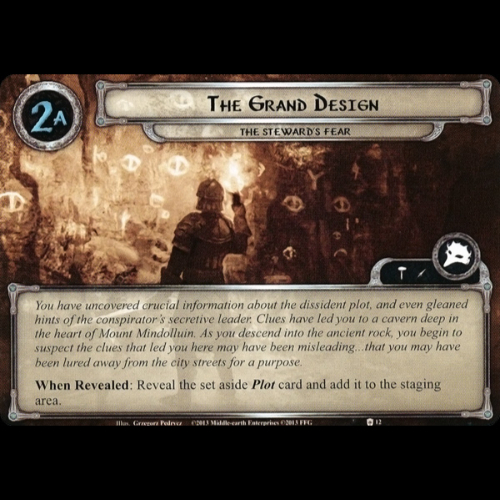 2A
THE GRAND DESIGN
THE STEWARD'S FEAR
You have uncovered crucial information about the dissident plot, and even gleaned
hints of the conspirator's secretive leader. Clues have led you to a cavern deep in
the heart of Mount Mindolluin. As you descend into the ancient rock, you begin to
suspect the clues that led you here may have been misleading...that you may have
been lured away from the city streets for a purpose.
When Revealed: Reveal the set aside Plot card and add it to the staging
area.
Illus. Grzegorz Pedrycz ©2013 Middle-earth Enterprises ©2013 FFG 12